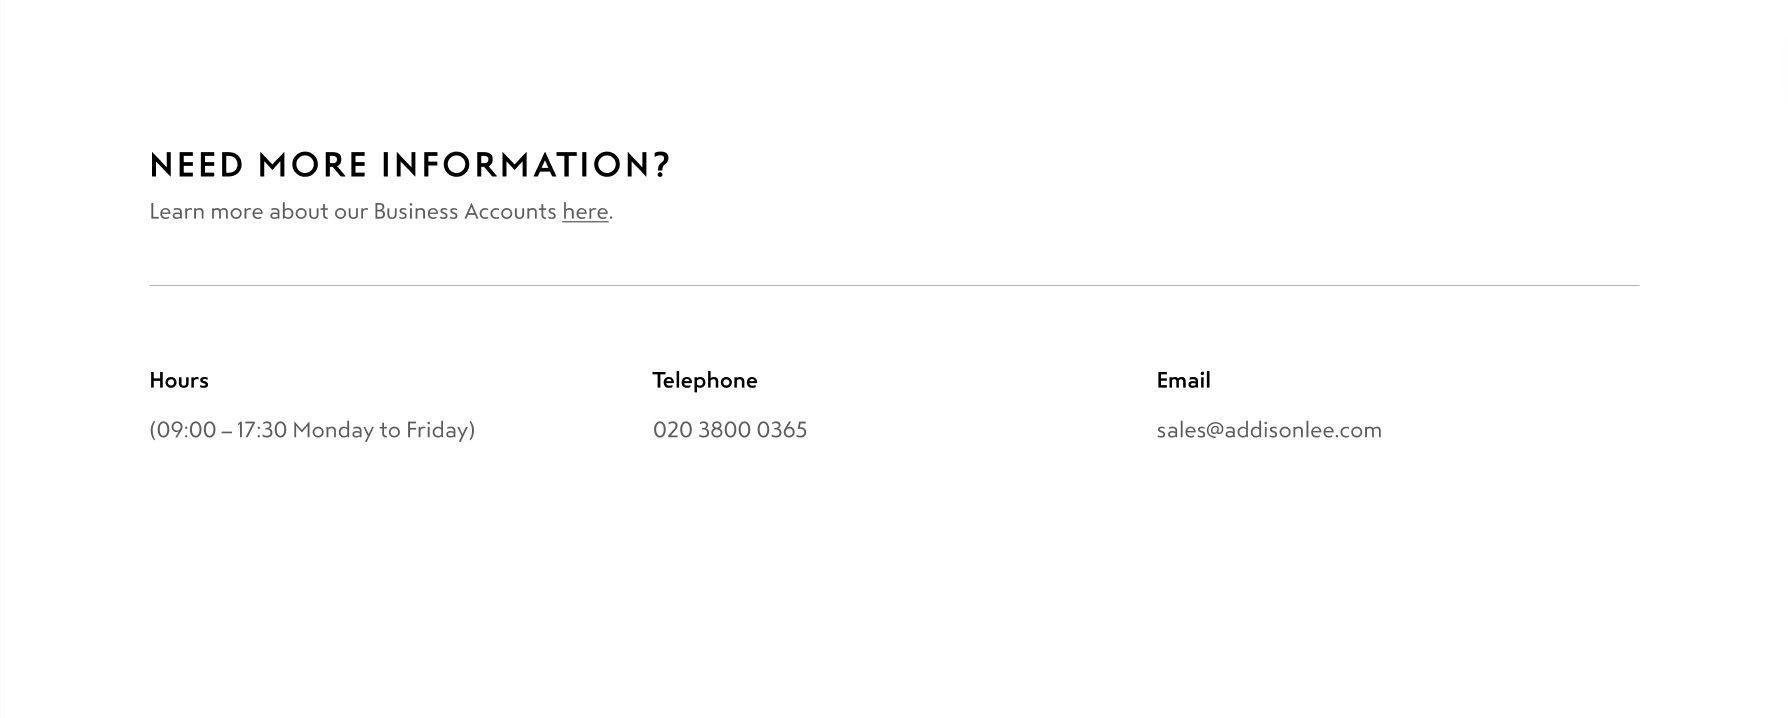 NEED MORE INFORMATION?
Learn more about our Business Accounts here.
Hours
(09:00 – 17:30 Monday to Friday)
Telephone
020 3800 0365
Email
sales@addisonlee.com